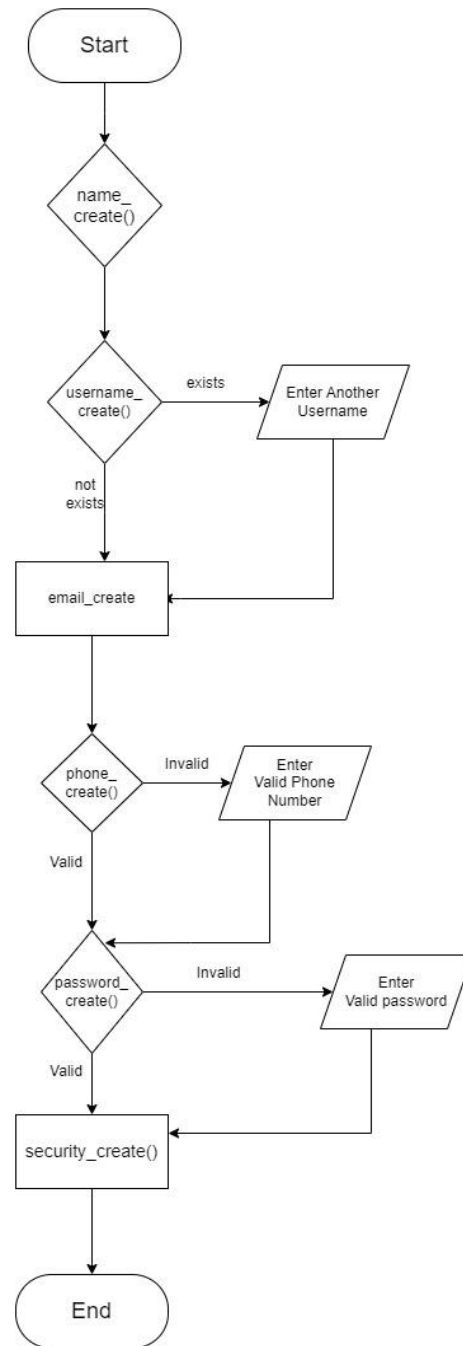 Start
name_
create()
username_
create()
exists
Enter Another
Username
not
exists
email_create
phone_
create()
Invalid
Enter
Valid Phone
Number
Valid
password_
create()
Invalid
Enter
Valid password
Valid
security_create()
End